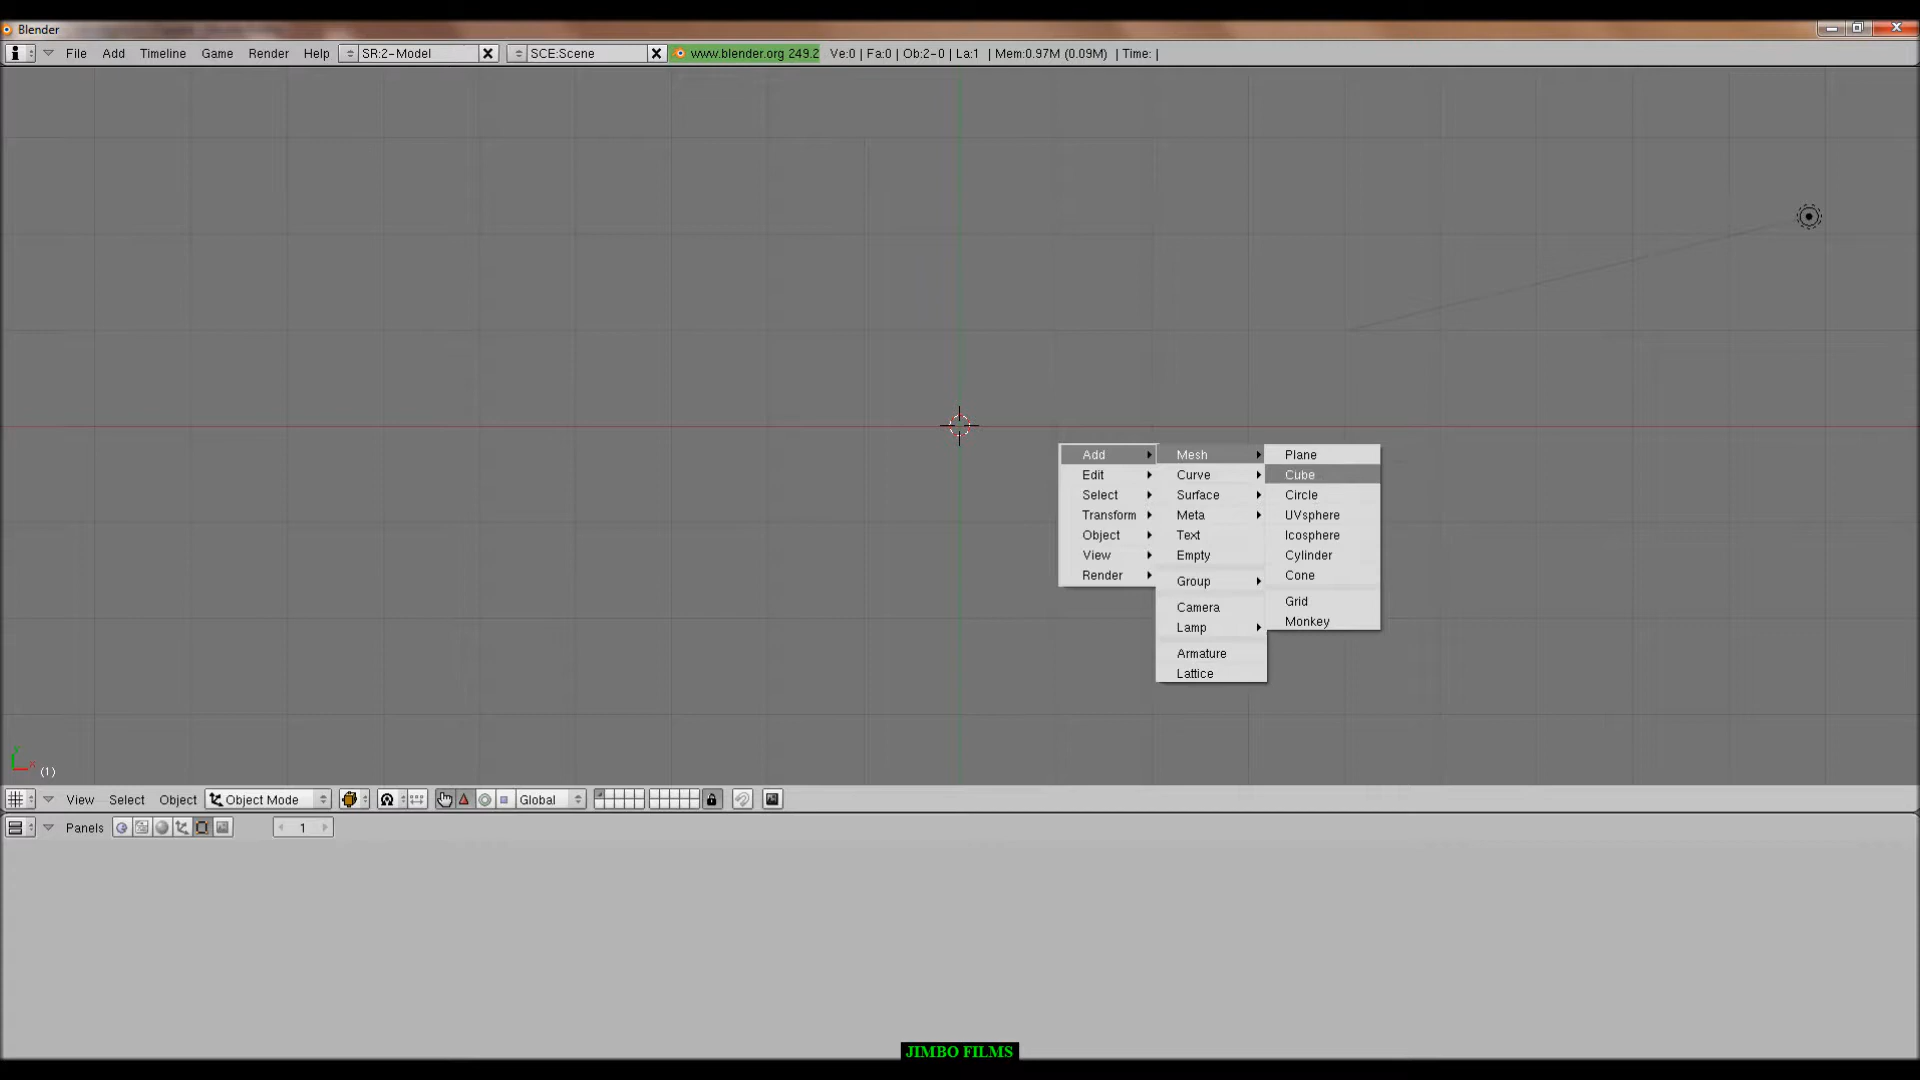 Blender
File Add Timeline Game Render Help SR:2-Model SCE:Scene www.blender.org 249.2 Ve:0 | Fa:0 | Ob:2-0 | La:1 | Mem:0.97M (0.09M) | Time: |
Add Mesh Plane
Edit Curve Cube
Select Surface Circle
Transform Meta UVsphere
Object Text Icosphere
View Empty Cylinder
Render Group Cone
Camera Grid
Lamp Monkey
Armature
Lattice
y
x
(1)
View Select Object Object Mode Global
Panels 1
JIMBO FILMS